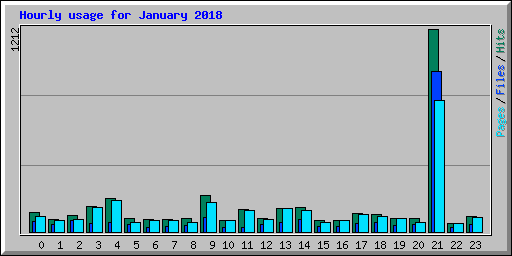 Hourly usage for January 2018
1212
Pages/Files/Hits
0 1 2 3 4 5 6 7 8 9 10 11 12 13 14 15 16 17 18 19 20 21 22 23